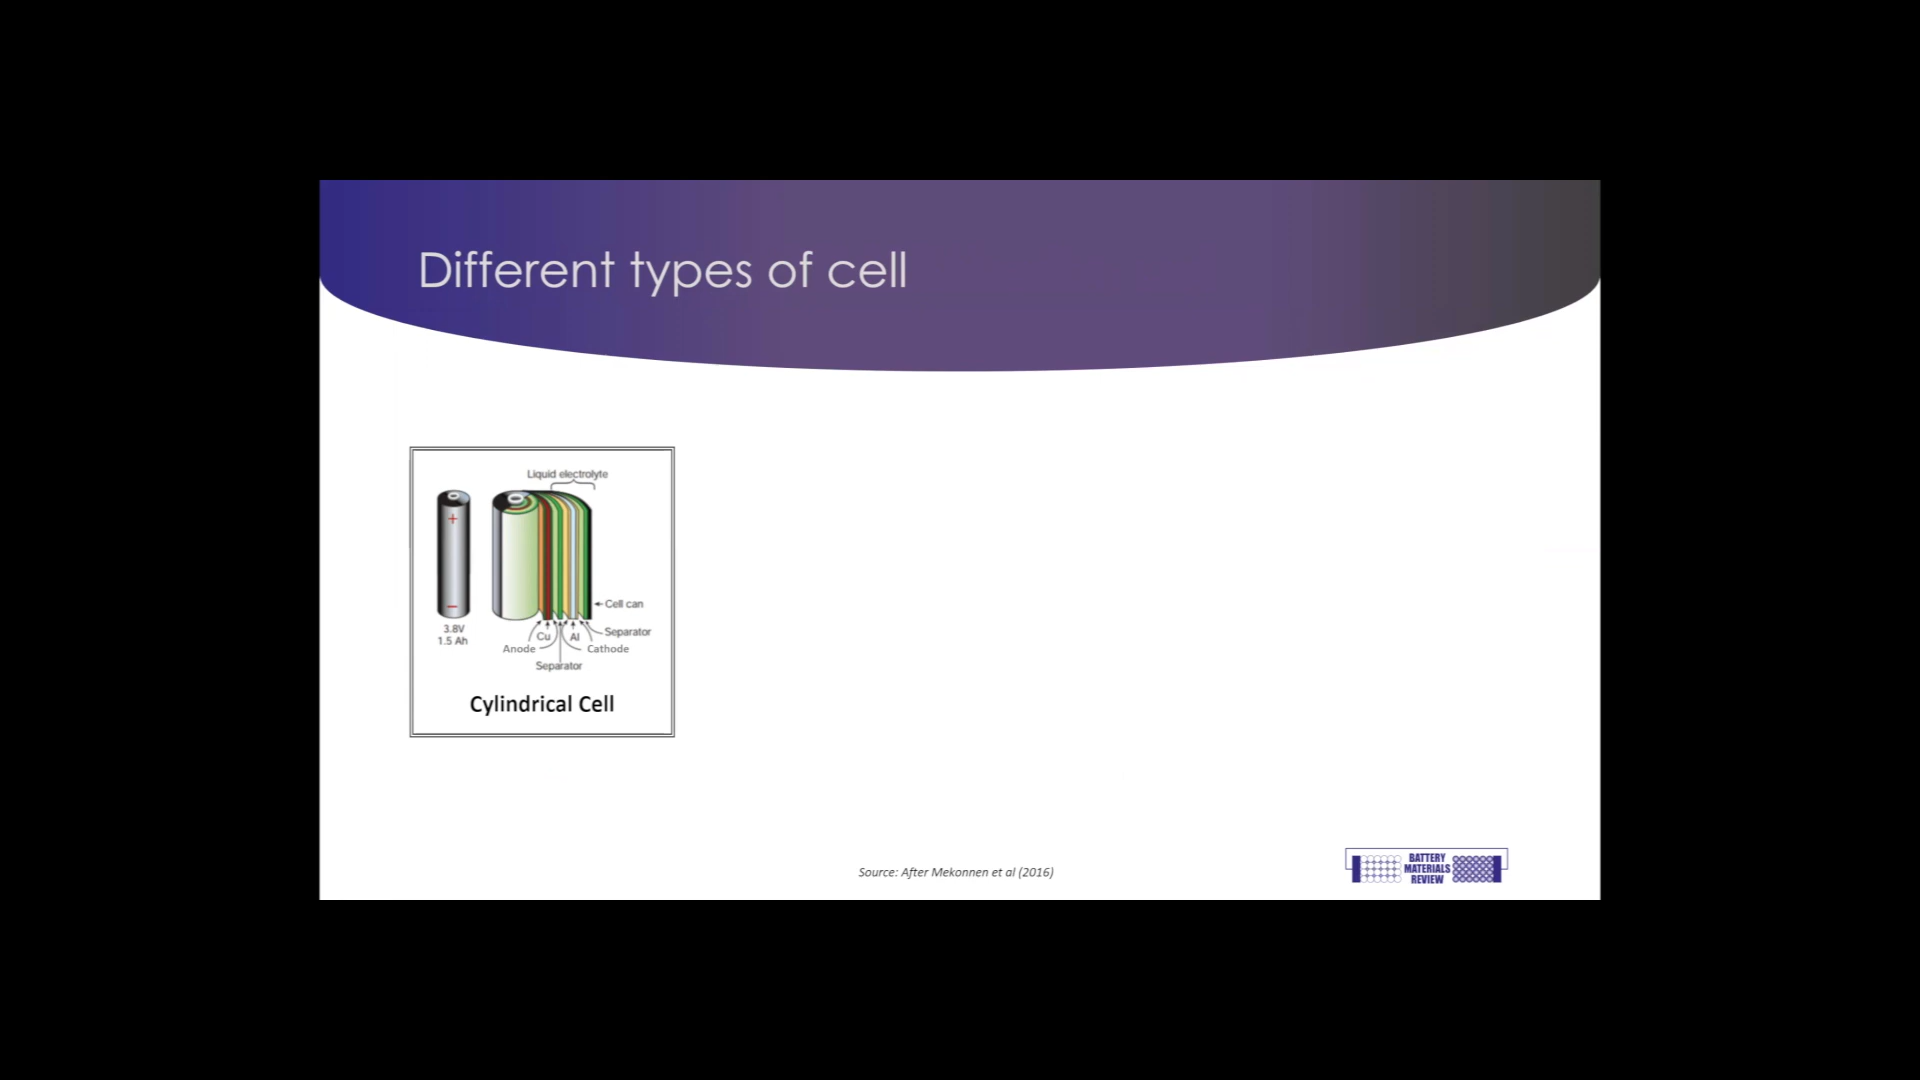 Different types of cell
Liquid electrolyte
+
−
3.8V
1.5 Ah
Cell can
Cu
Al
Separator
Anode
Cathode
Separator
Cylindrical Cell
Source: After Mekonnen et al (2016)
BATTERY
MATERIALS
REVIEW